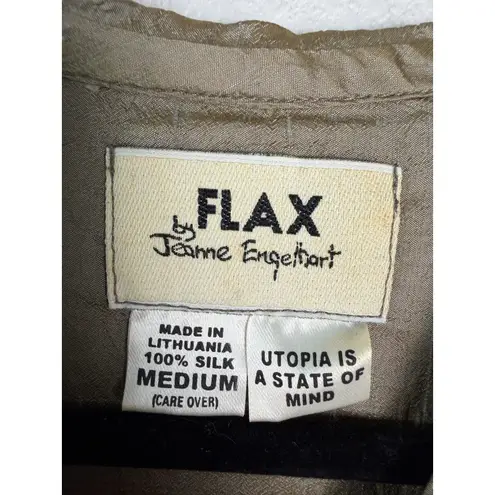 FLAX
by
Jeanne Engelhart
MADE IN
LITHUANIA
100% SILK
MEDIUM
(CARE OVER)
UTOPIA IS
A STATE OF
MIND